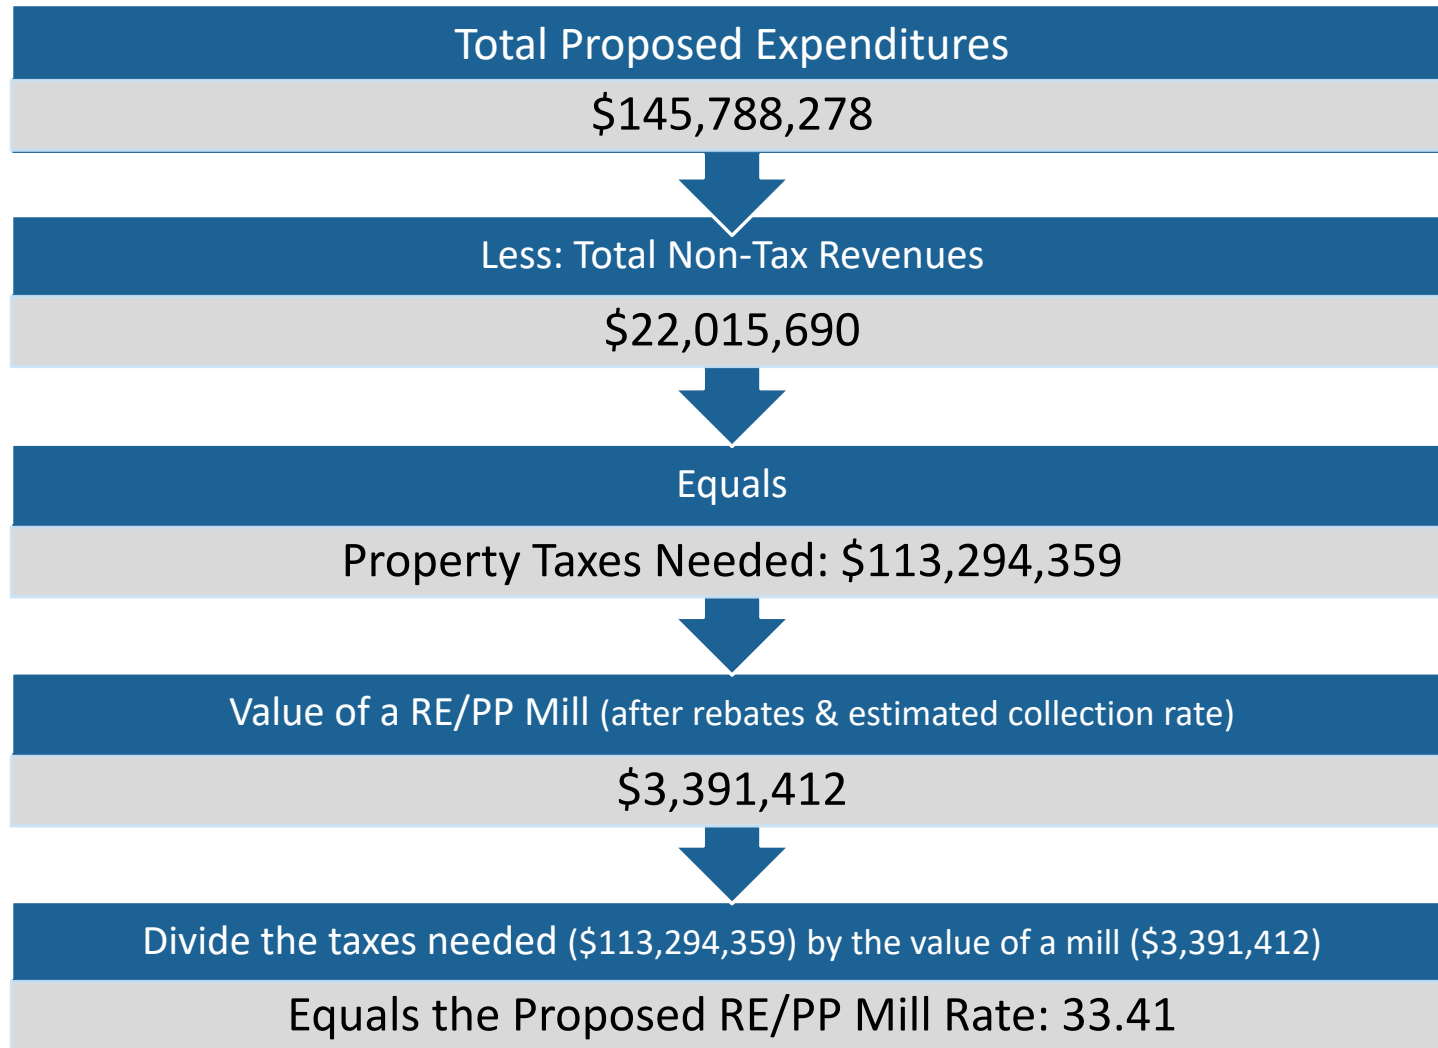 Total Proposed Expenditures
$145,788,278
Less: Total Non-Tax Revenues
$22,015,690
Equals
Property Taxes Needed: $113,294,359
Value of a RE/PP Mill (after rebates & estimated collection rate)
$3,391,412
Divide the taxes needed ($113,294,359) by the value of a mill ($3,391,412)
Equals the Proposed RE/PP Mill Rate: 33.41